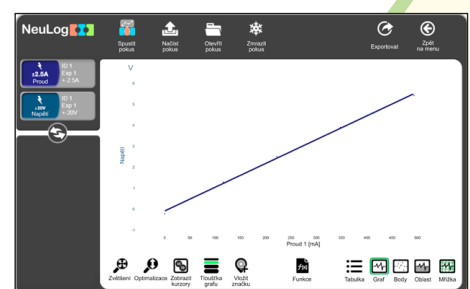 NeuLog
Spustit pokus
Načíst pokus
Otevřít pokus
Zmrazit pokus
Exportovat
Zpět na menu
±2.5A
Proud
ID 1
Exp 1
+-2.5A
±20V
Napětí
ID 1
Exp 1
+-20V
V
6
5
4
3
2
1
0
-1
Napětí
0
50
100
150
200
250
300
350
400
450
500
Proud 1 [mA]
Zvětšení
Optimalizace
Zobrazit kurzory
Tloušťka grafu
Vložit značku
f(x)
Funkce
Tabulka
Graf
Body
Oblast
Mřížka